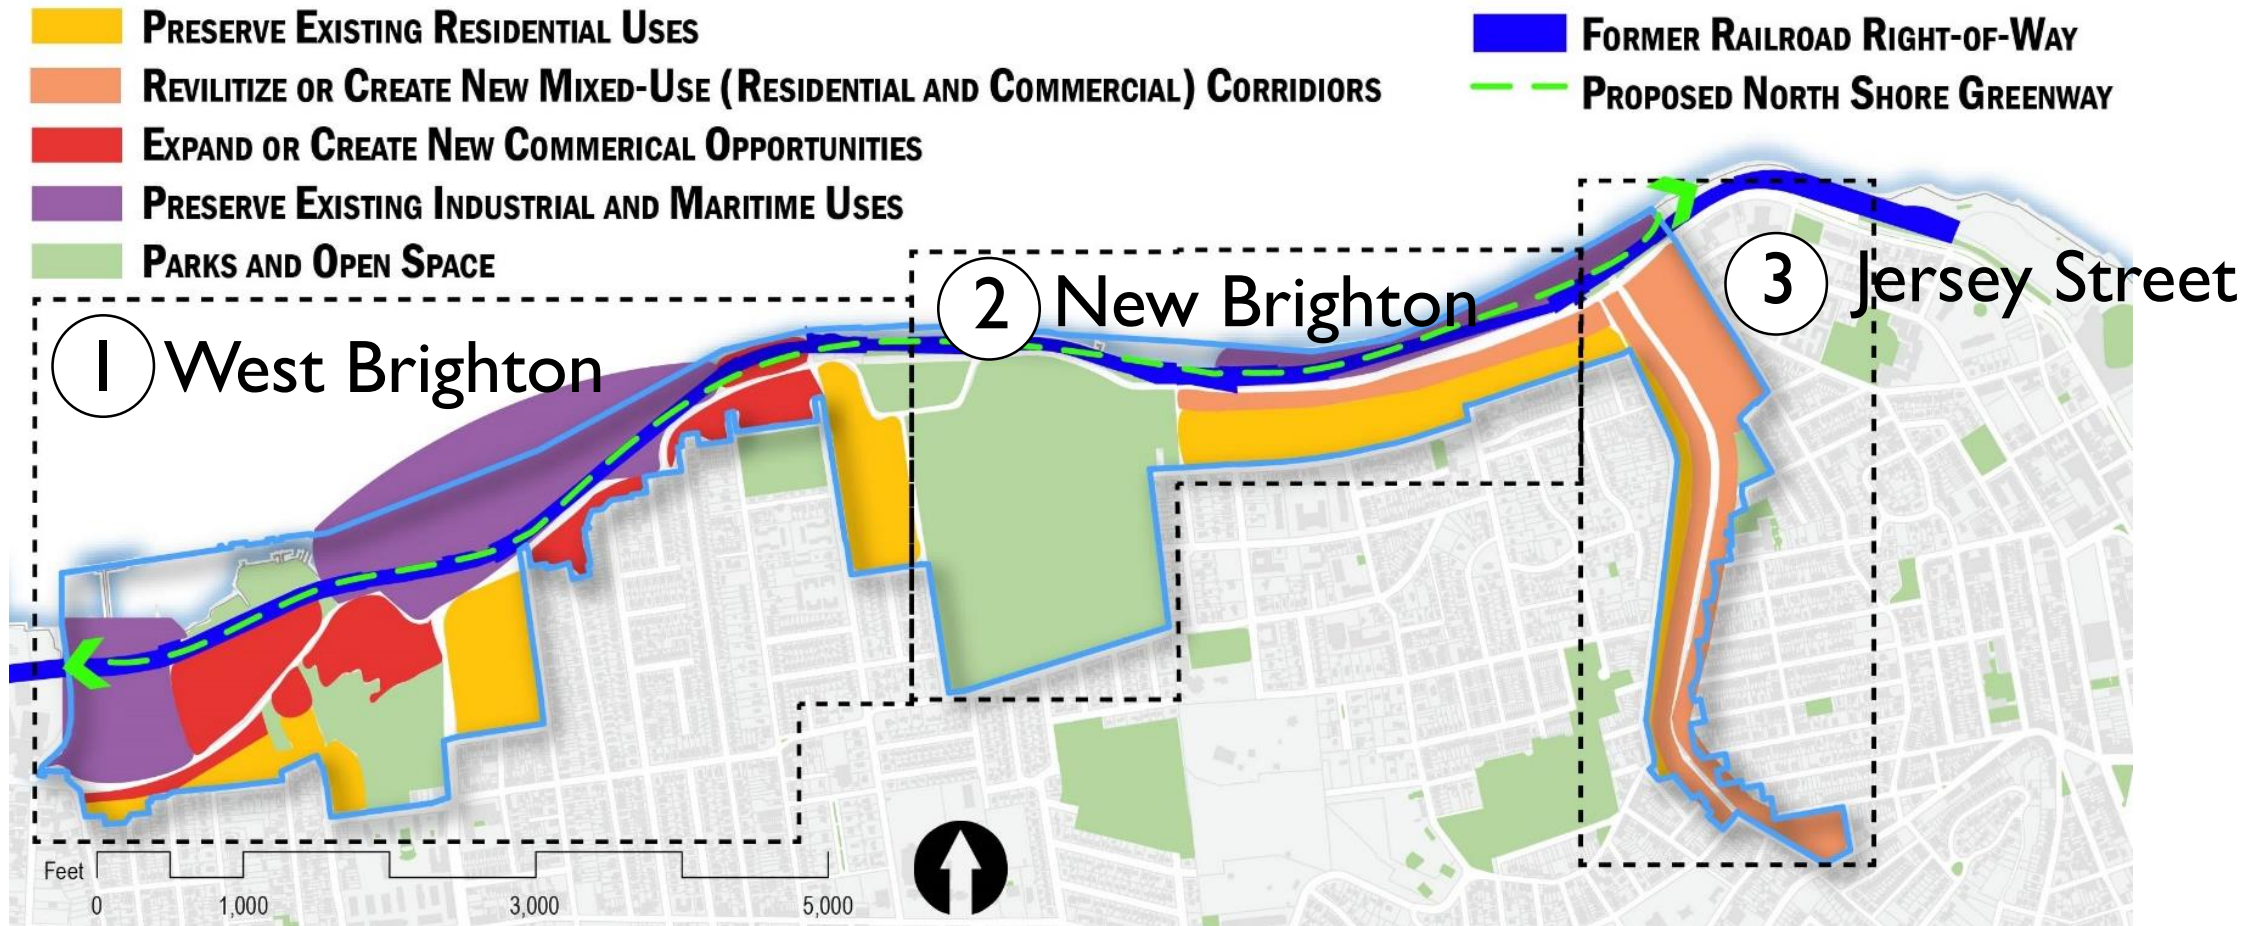 PRESERVE EXISTING RESIDENTIAL USES
REVILITIZE OR CREATE NEW MIXED-USE (RESIDENTIAL AND COMMERCIAL) CORRIDIORS
EXPAND OR CREATE NEW COMMERICAL OPPORTUNITIES
PRESERVE EXISTING INDUSTRIAL AND MARITIME USES
PARKS AND OPEN SPACE
FORMER RAILROAD RIGHT-OF-WAY
PROPOSED NORTH SHORE GREENWAY
1 West Brighton
2 New Brighton
3 Jersey Street
Feet
0 1,000 3,000 5,000